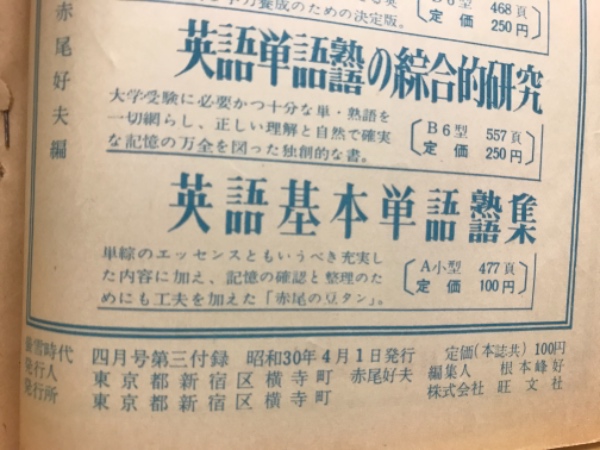 養成のための決定版。
B6型 468頁
定価 250円
赤尾好夫編
英語単語熟語の綜合的研究
大学受験に必要かつ十分な単・熟語を
一切網らし、正しい理解と自然で確実
な記憶の万全を図った独創的な書。
B6型 557頁
定価 250円
英語基本単語熟語集
単綜のエッセンスともいうべき充実し
た内容に加え、記憶の確認と整理のた
めにも工夫を加えた「赤尾の豆タン」。
A小型 477頁
定価 100円
螢雪時代 四月号第三付録 昭和30年4月1日発行 定価(本誌共)100円
発行人 東京都新宿区横寺町 赤尾好夫 編集人 根本峰好
発行所 東京都新宿区横寺町 株式会社 旺文社